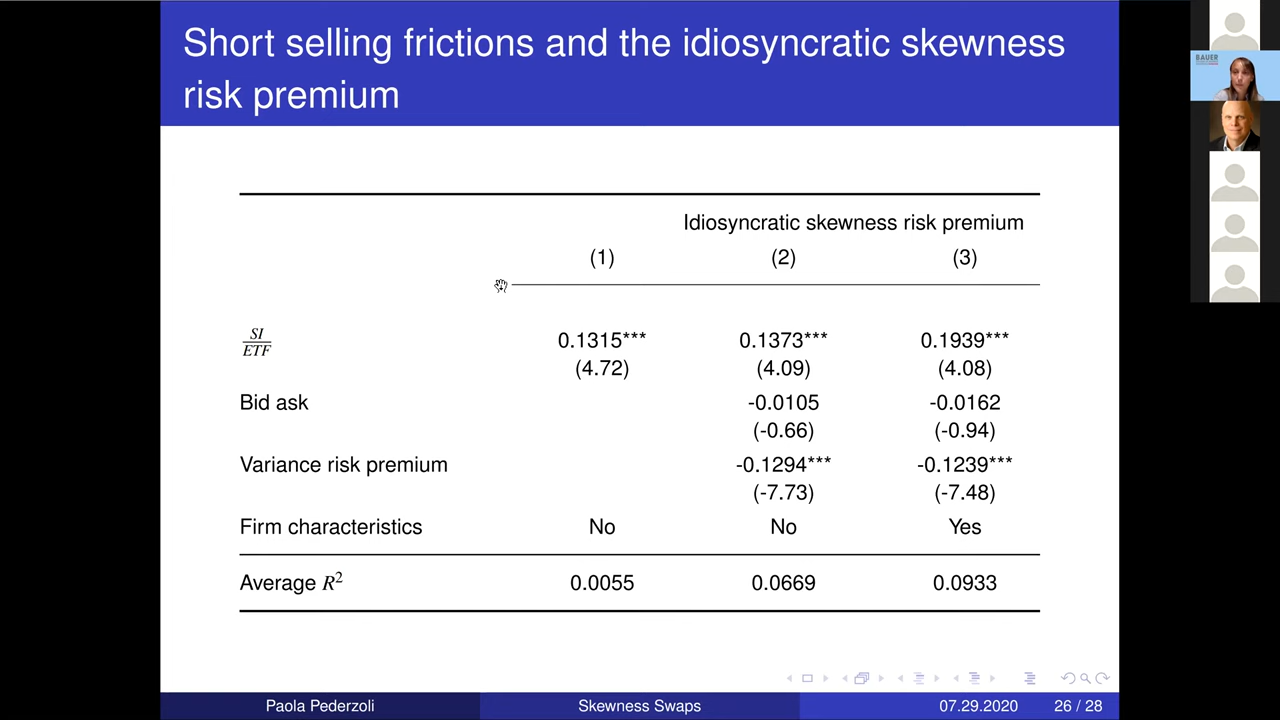 Short selling frictions and the idiosyncratic skewness
risk premium
BAUER
Idiosyncratic skewness risk premium
(1) (2) (3)
SI
ETF
0.1315*** 0.1373*** 0.1939***
(4.72) (4.09) (4.08)
Bid ask -0.0105 -0.0162
(-0.66) (-0.94)
Variance risk premium -0.1294*** -0.1239***
(-7.73) (-7.48)
Firm characteristics No No Yes
Average R² 0.0055 0.0669 0.0933
Paola Pederzoli Skewness Swaps 07.29.2020 26 / 28